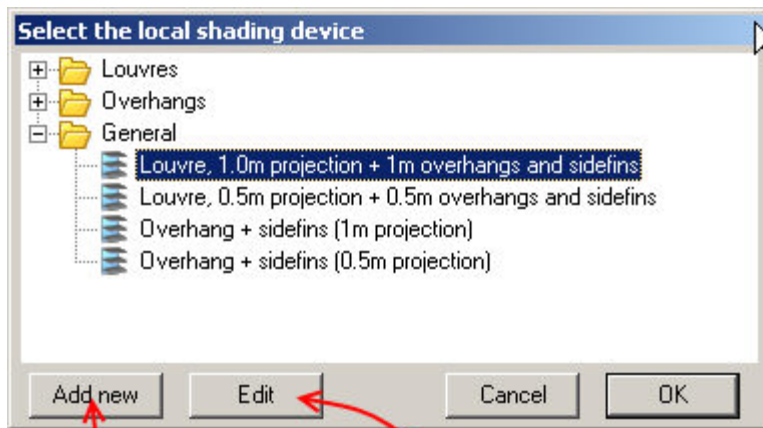 Select the local shading device
Louvres
Overhangs
General
Louvre, 1.0m projection + 1m overhangs and sidefins
Louvre, 0.5m projection + 0.5m overhangs and sidefins
Overhang + sidefins (1m projection)
Overhang + sidefins (0.5m projection)
Add new Edit Cancel OK